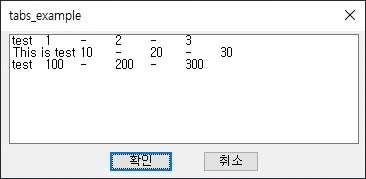 tabs_example
test 1 - 2 - 3
This is test 10 - 20 - 30
test 100 - 200 - 300
확인 취소